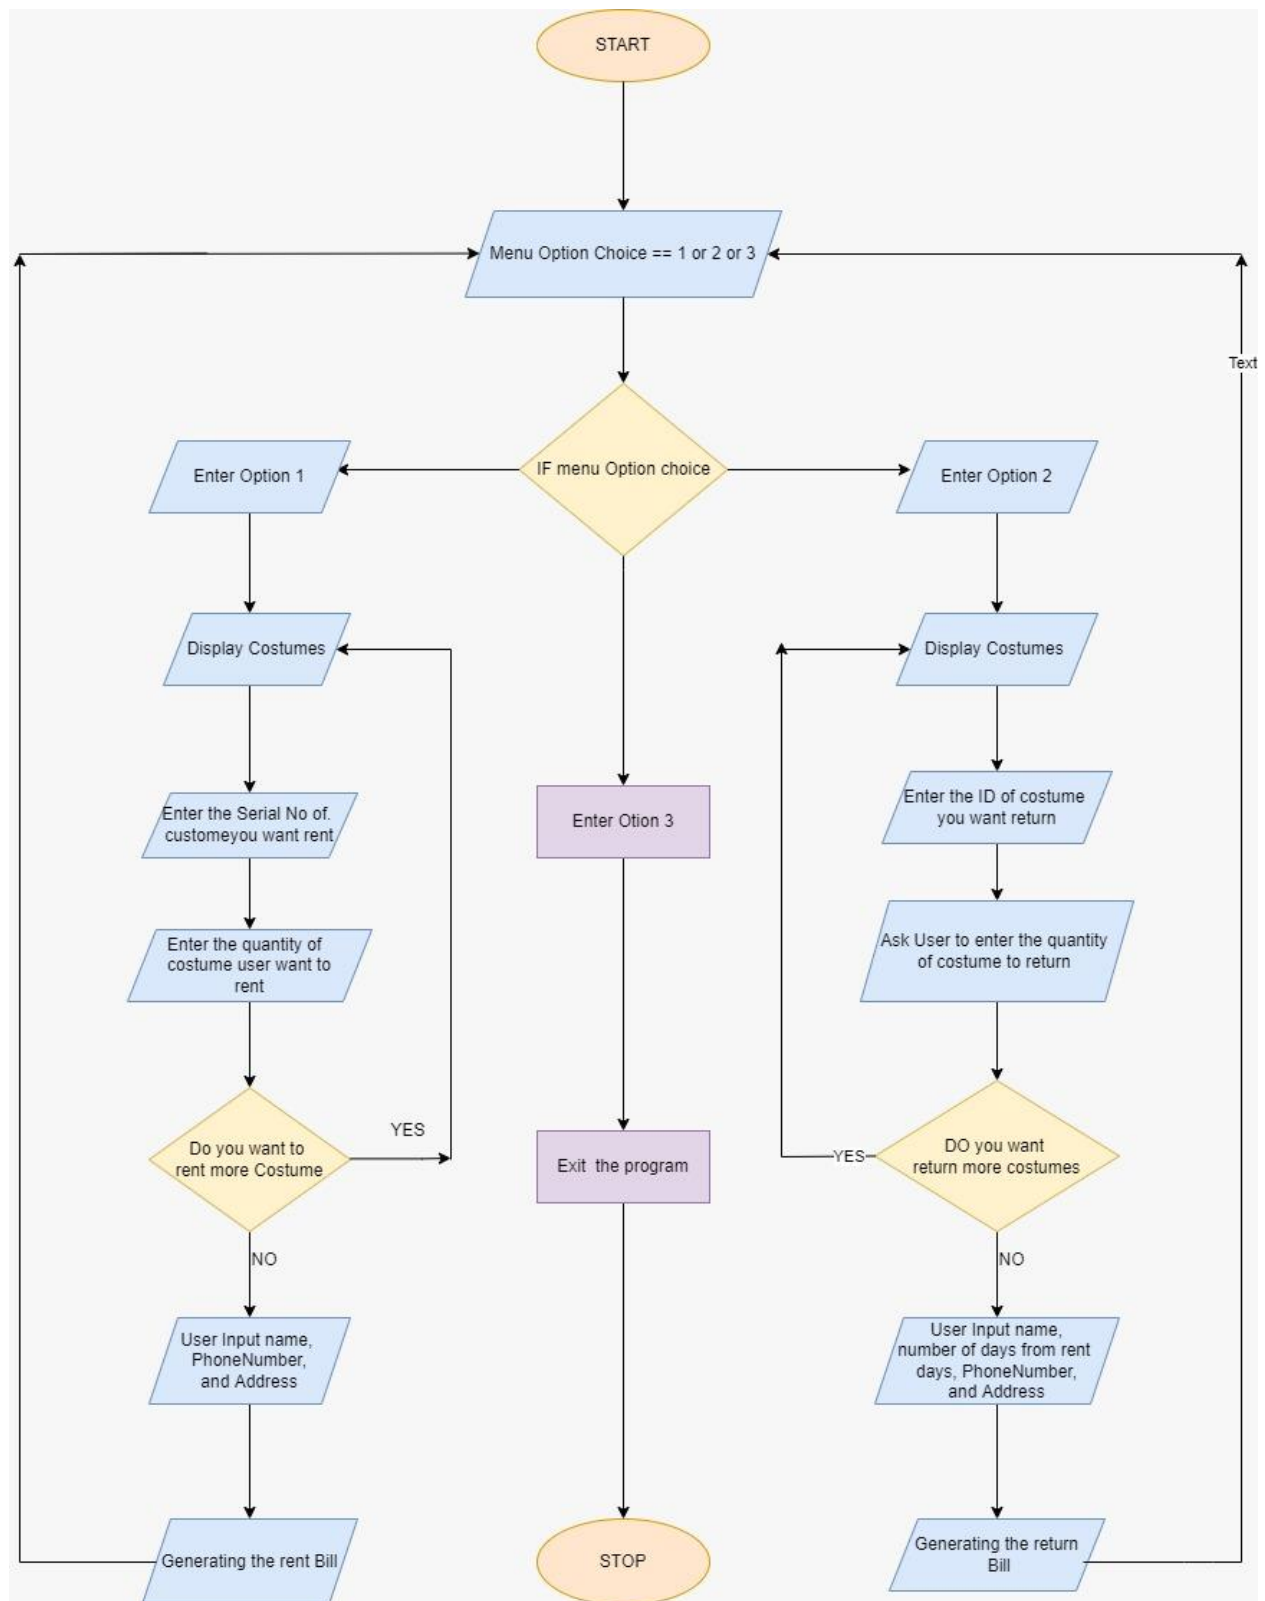 START
Menu Option Choice == 1 or 2 or 3
Text
IF menu Option choice
Enter Option 1
Enter Option 2
Display Costumes
Display Costumes
Enter the Serial No of.
customeyou want rent
Enter Otion 3
Enter the ID of costume
you want return
Enter the quantity of
costume user want to
rent
Ask User to enter the quantity
of costume to return
Do you want to
rent more Costume
YES
Exit the program
YES
DO you want
return more costumes
NO
NO
User Input name,
PhoneNumber,
and Address
User Input name,
number of days from rent
days, PhoneNumber,
and Address
Generating the rent Bill
STOP
Generating the return
Bill